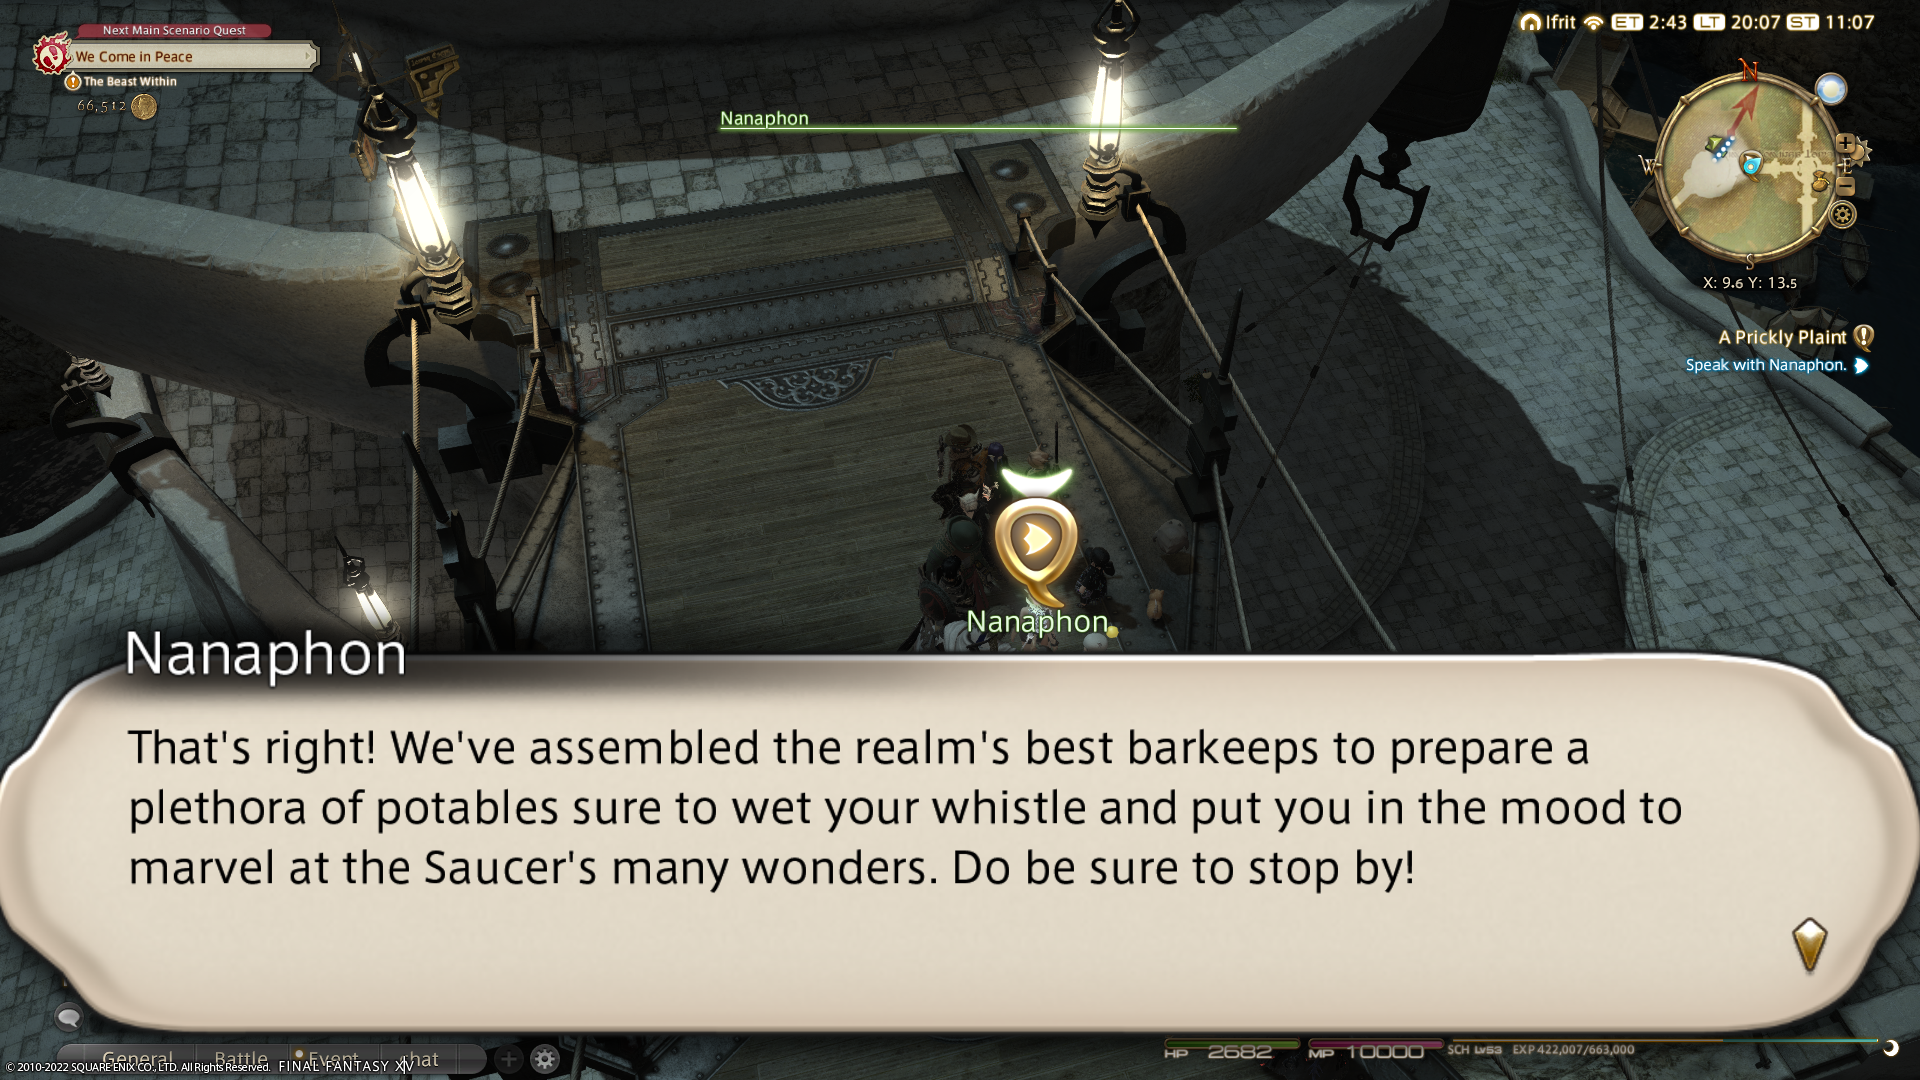 Next Main Scenario Quest
We Come in Peace
The Beast Within
66,512
Ifrit ET 2:43 LT 20:07 ST 11:07
N
W
E
S
X: 9.6 Y: 13.5
A Prickly Plaint
Speak with Nanaphon.
Nanaphon
Nanaphon
Nanaphon
That's right! We've assembled the realm's best barkeeps to prepare a
plethora of potables sure to wet your whistle and put you in the mood to
marvel at the Saucer's many wonders. Do be sure to stop by!
General Battle Event
HP 2682 MP 10000 SCH Lv53 EXP 422,007/663,000
© 2010-2022 SQUARE ENIX CO., LTD. All Rights Reserved. FINAL FANTASY XIV